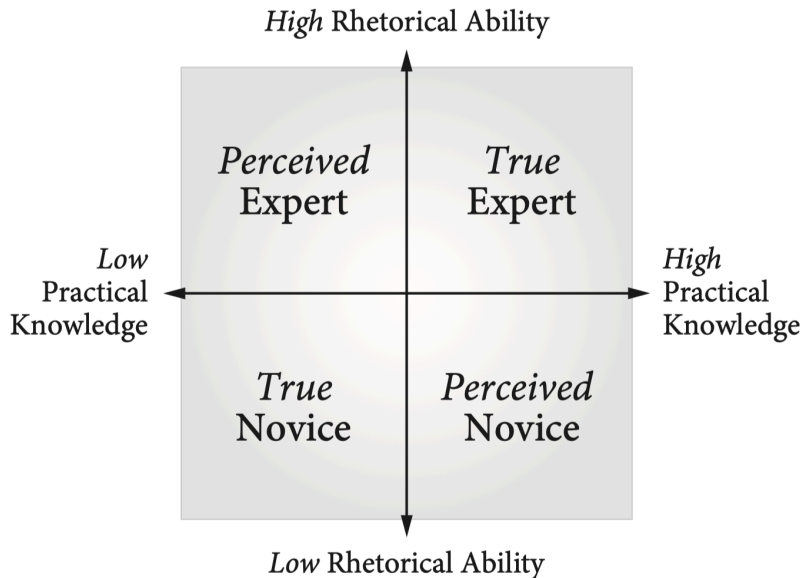 High Rhetorical Ability
Perceived
Expert
True
Expert
Low
Practical
Knowledge
High
Practical
Knowledge
True
Novice
Perceived
Novice
Low Rhetorical Ability